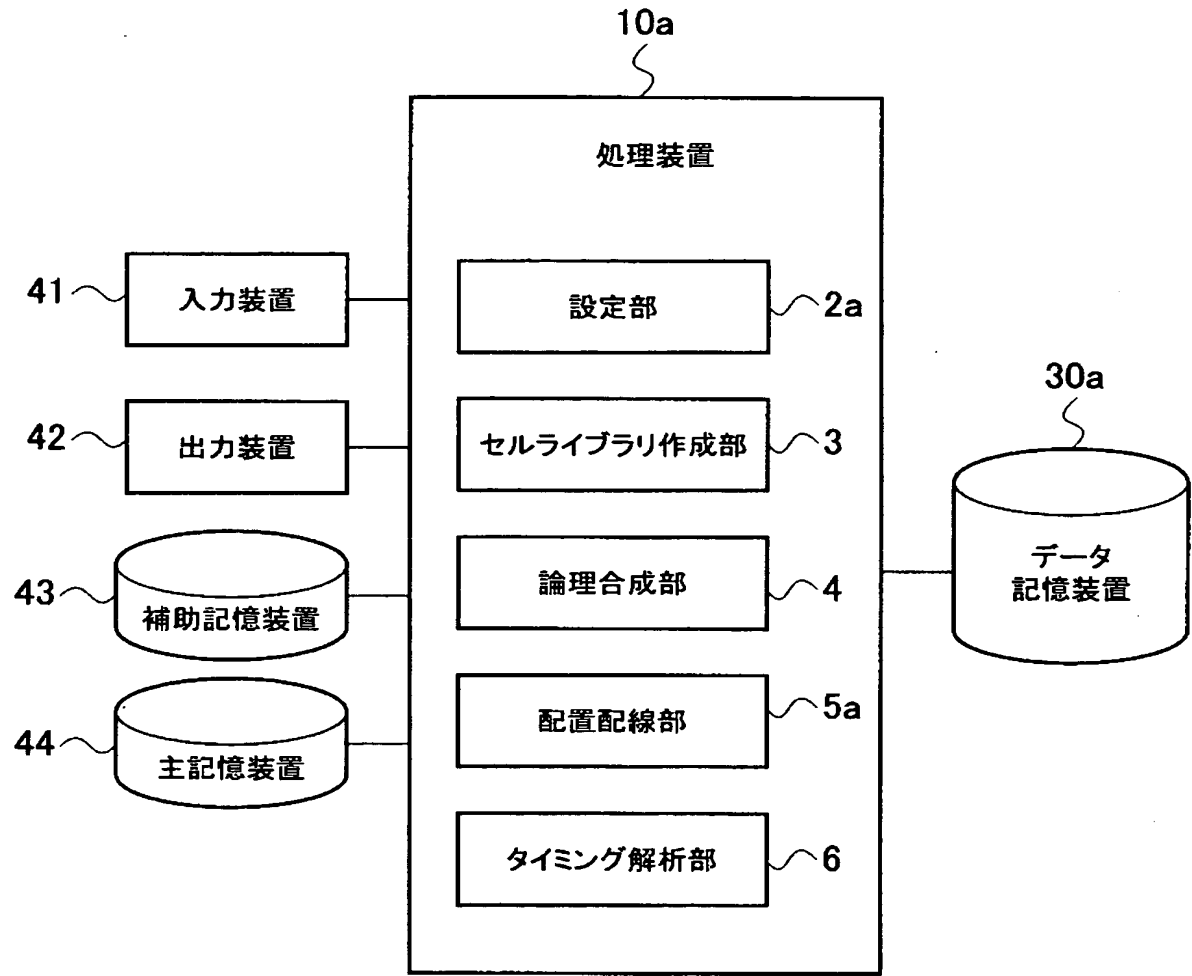 10a
処理装置
41
入力装置
設定部
2a
30a
42
出力装置
セルライブラリ作成部
3
データ
記憶装置
43
補助記憶装置
論理合成部
4
44
主記憶装置
配置配線部
5a
タイミング解析部
6